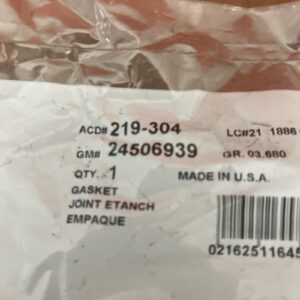 ACD# 219-304 LC#21 1886
GM# 24506939 GR. 03.680
QTY. 1 MADE IN U.S.A.
GASKET
JOINT ETANCH
EMPAQUE
02162511645